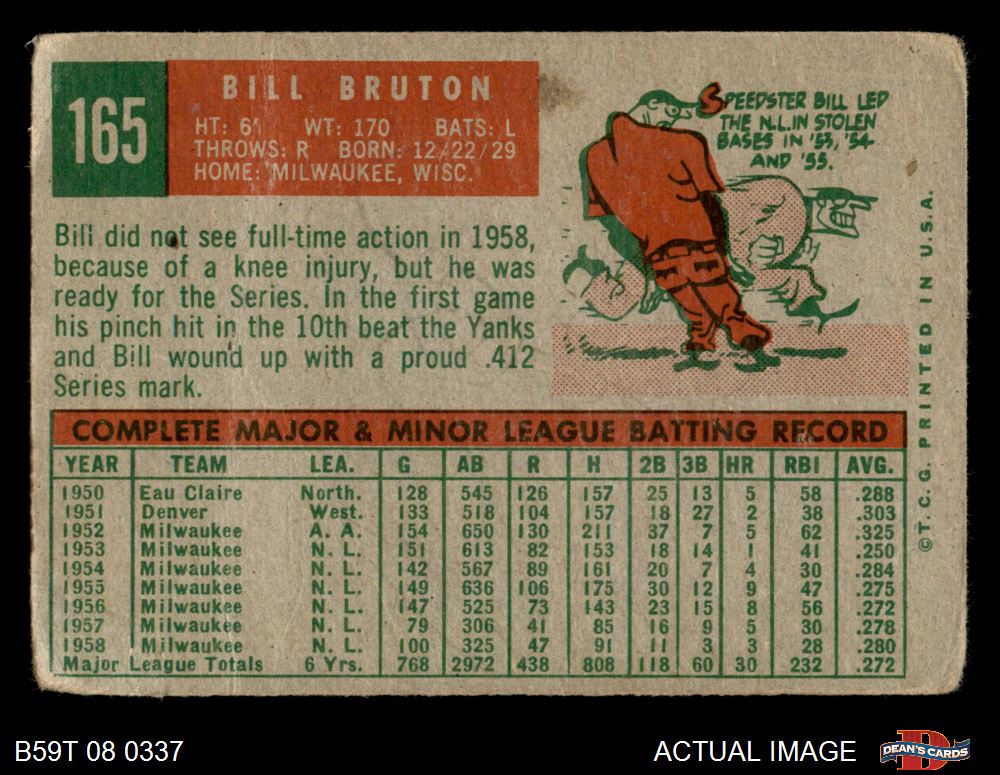 165
BILL BRUTON
HT: 6' WT: 170 BATS: L
THROWS: R BORN: 12/22/29
HOME: MILWAUKEE, WISC.
SPEEDSTER BILL LED
THE N.L. IN STOLEN
BASES IN '53, '54
AND '55.
Bill did not see full-time action in 1958,
because of a knee injury, but he was
ready for the Series. In the first game
his pinch hit in the 10th beat the Yanks
and Bill wound up with a proud .412
Series mark.
COMPLETE MAJOR & MINOR LEAGUE BATTING RECORD
YEAR TEAM LEA. G AB R H 2B 3B HR RBI AVG.
1950 Eau Claire North. 128 545 126 157 25 13 5 58 .288
1951 Denver West. 133 518 104 157 18 27 2 38 .303
1952 Milwaukee A. A. 154 650 130 211 37 7 5 62 .325
1953 Milwaukee N. L. 151 613 82 153 18 14 1 41 .250
1954 Milwaukee N. L. 142 567 89 161 20 7 4 30 .284
1955 Milwaukee N. L. 149 636 106 175 30 12 9 47 .275
1956 Milwaukee N. L. 147 525 73 143 23 15 8 56 .272
1957 Milwaukee N. L. 79 306 41 85 16 9 5 30 .278
1958 Milwaukee N. L. 100 325 47 91 11 3 3 28 .280
Major League Totals 6 Yrs. 768 2972 438 808 118 60 30 232 .272
© T. C. G. PRINTED IN U.S.A.
B59T 08 0337
ACTUAL IMAGE
D
DEAN'S CARDS